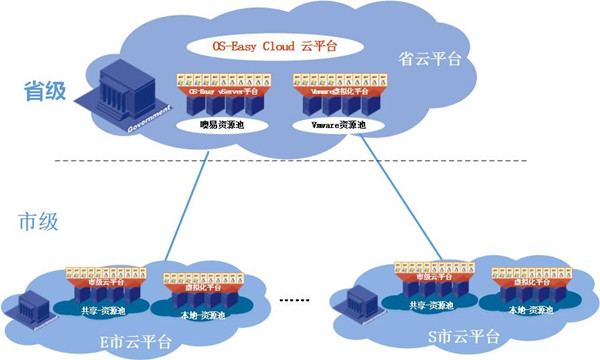 OS-Easy Cloud 云平台
省云平台
省级
OS-Easy vServer平台
Vmware虚拟化平台
Government
噢易资源池
Vmware资源池
市级
市级云平台
虚拟化平台
共享-资源池
本地-资源池
E市云平台
市级云平台
虚拟化平台
共享-资源池
本地-资源池
S市云平台